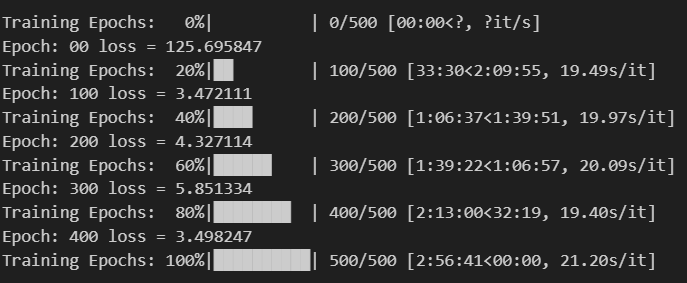 Training Epochs:   0%|          | 0/500 [00:00<?, ?it/s]
Epoch: 00 loss = 125.695847
Training Epochs:  20%|██        | 100/500 [33:30<2:09:55, 19.49s/it]
Epoch: 100 loss = 3.472111
Training Epochs:  40%|████      | 200/500 [1:06:37<1:39:51, 19.97s/it]
Epoch: 200 loss = 4.327114
Training Epochs:  60%|██████    | 300/500 [1:39:22<1:06:57, 20.09s/it]
Epoch: 300 loss = 5.851334
Training Epochs:  80%|████████  | 400/500 [2:13:00<32:19, 19.40s/it]
Epoch: 400 loss = 3.498247
Training Epochs: 100%|██████████| 500/500 [2:56:41<00:00, 21.20s/it]